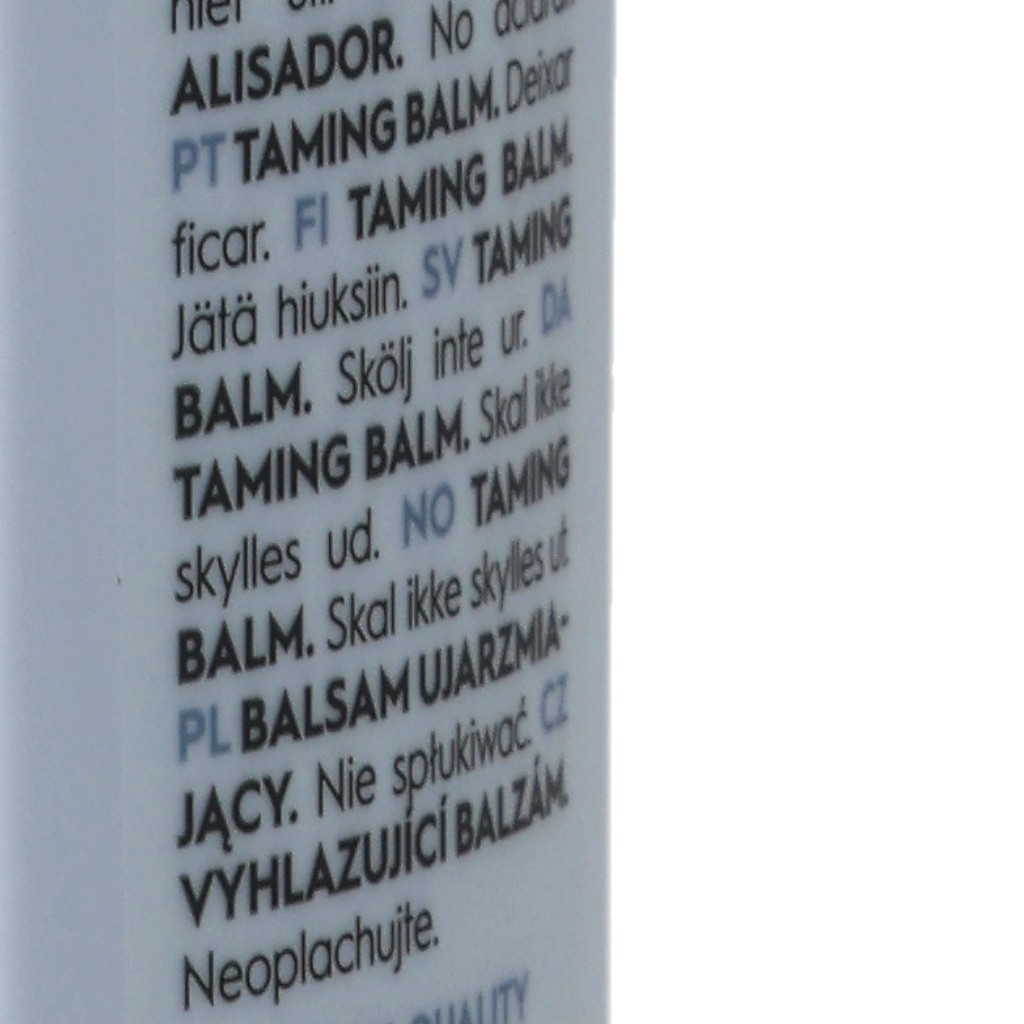 niet
ALISADOR. No
PT TAMING BALM. Deixar
ficar. FI TAMING BALM.
Jätä hiuksiin. SV TAMING
BALM. Skölj inte ur. DA
TAMING BALM. Skal ikke
skylles ud. NO TAMING
BALM. Skal ikke skylles ut
PL BALSAM UJARZMIA-
JĄCY. Nie spłukiwać. CZ
VYHLAZUJÍCÍ BALZÁM.
Neoplachujte.
QUALITY